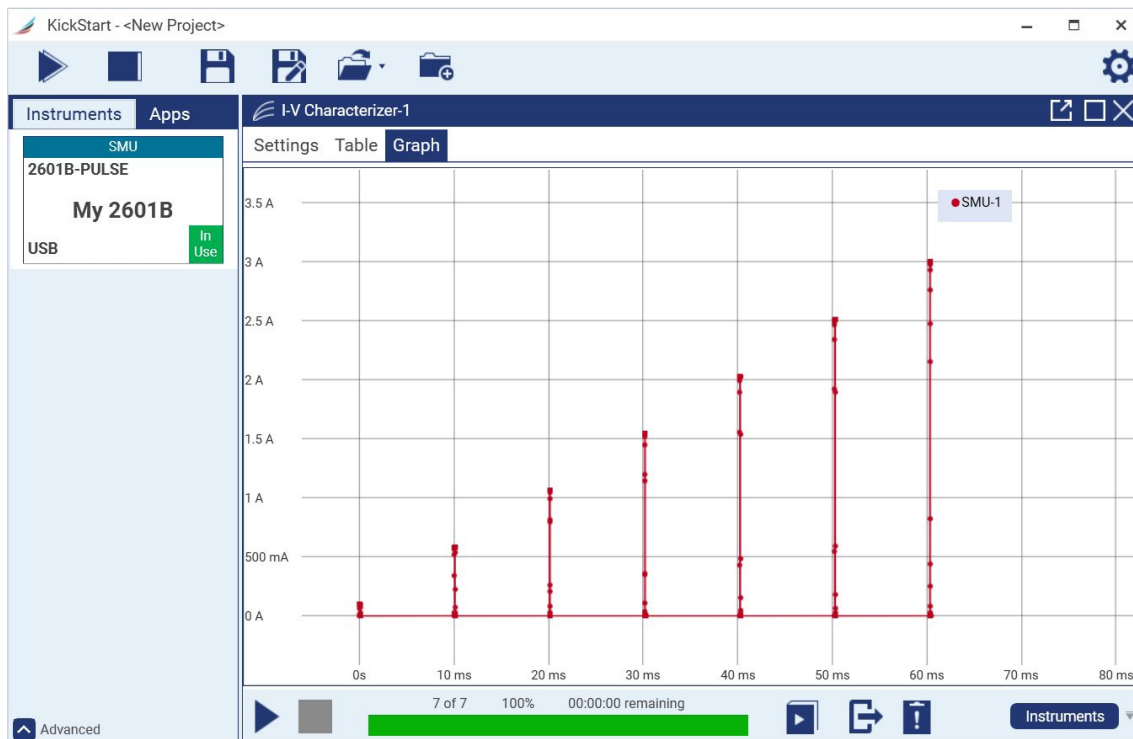 KickStart - <New Project>
Instruments Apps
SMU
2601B-PULSE
My 2601B
USB
In
Use
Advanced
I-V Characterizer-1
Settings Table Graph
SMU-1
3.5 A
3 A
2.5 A
2 A
1.5 A
1 A
500 mA
0 A
0s 10 ms 20 ms 30 ms 40 ms 50 ms 60 ms 70 ms 80 ms
7 of 7 100% 00:00:00 remaining
Instruments